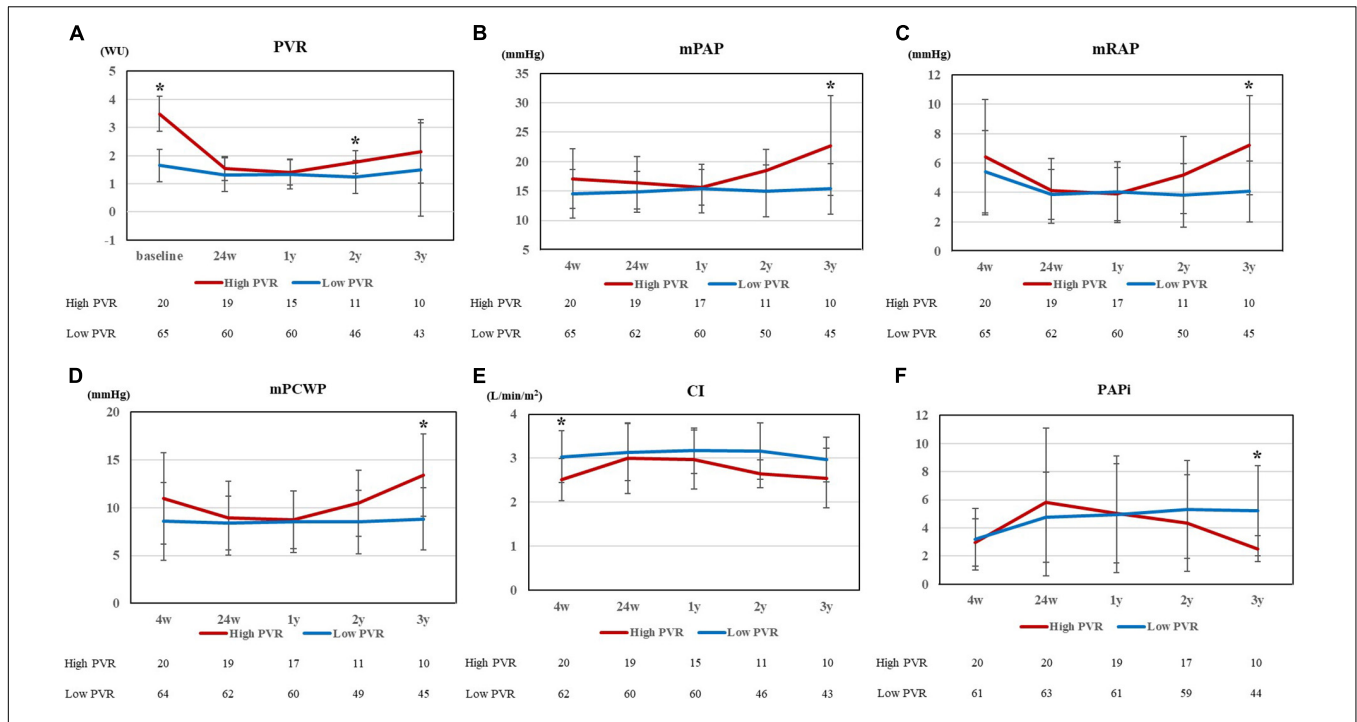 A
(WU)
PVR
*
*
5
4
3
2
1
0
-1
baseline 24w 1y 2y 3y
High PVR Low PVR
High PVR 20 19 15 11 10
Low PVR 65 60 60 46 43
B
(mmHg)
mPAP
*
35
30
25
20
15
10
5
4w 24w 1y 2y 3y
High PVR Low PVR
High PVR 20 19 17 11 10
Low PVR 65 62 60 50 45
C
(mmHg)
mRAP
*
12
10
8
6
4
2
0
4w 24w 1y 2y 3y
High PVR Low PVR
High PVR 20 19 17 11 10
Low PVR 65 62 60 50 45
D
(mmHg)
mPCWP
*
20
15
10
5
0
4w 24w 1y 2y 3y
High PVR Low PVR
High PVR 20 19 17 11 10
Low PVR 64 62 60 49 45
E
(L/min/m²)
CI
*
4
3
2
1
0
4w 24w 1y 2y 3y
High PVR Low PVR
High PVR 20 19 15 11 10
Low PVR 62 60 60 46 43
F
PAPi
*
12
10
8
6
4
2
0
4w 24w 1y 2y 3y
High PVR Low PVR
High PVR 20 20 19 17 10
Low PVR 61 63 61 59 44